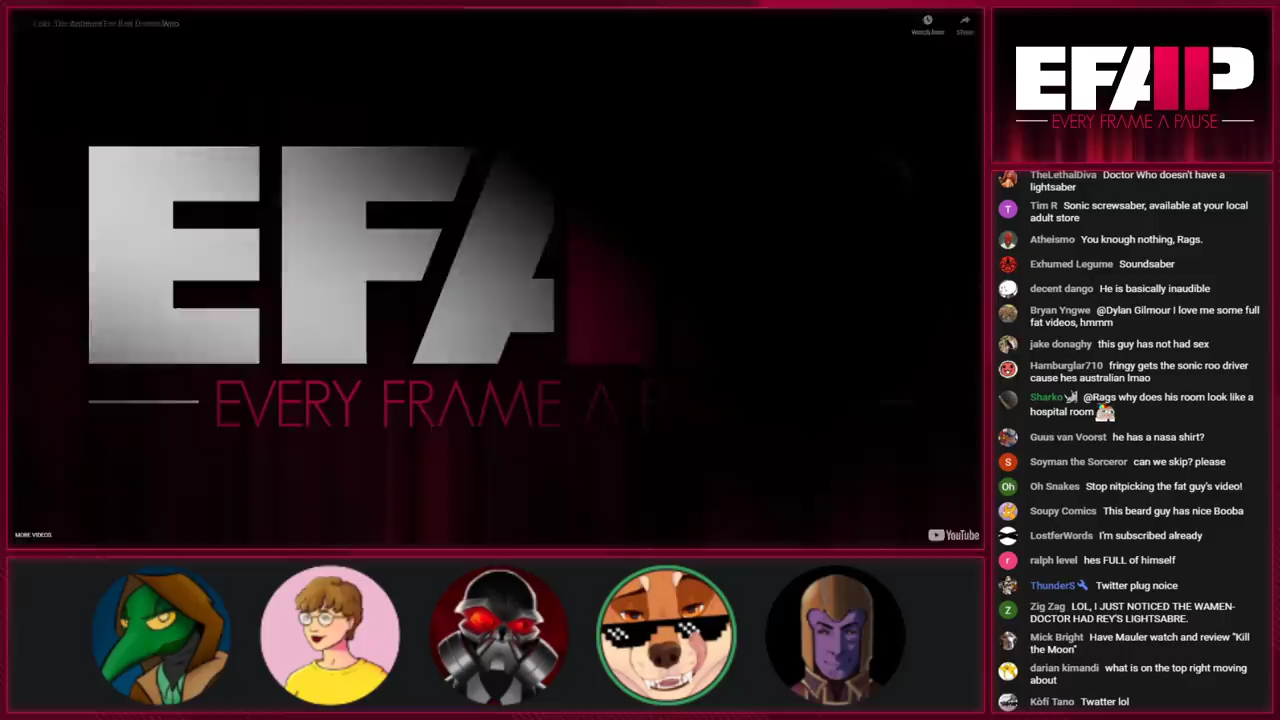 Watch later
Share
EFA
EVERY FRAME A P
MORE VIDEOS
YouTube
EFAP
EVERY FRAME A PAUSE
TheLethalDiva Doctor Who doesn't have a
lightsaber
T
Tim R Sonic screwsaber, available at your local
adult store
Atheismo You knough nothing, Rags.
Exhumed Legume Soundsaber
decent dango He is basically inaudible
Bryan Yngwe @Dylan Gilmour I love me some full
fat videos, hmmm
jake donaghy this guy has not had sex
Hamburglar710 fringy gets the sonic roo driver
cause hes australian lmao
Sharko @Rags why does his room look like a
hospital room
Guus van Voorst he has a nasa shirt?
S
Soyman the Sorcerer can we skip? please
Oh
Oh Snakes Stop nitpicking the fat guy's video!
Soupy Comics This beard guy has nice Booba
LostferWords I'm subscribed already
r
ralph level hes FULL of himself
ThunderS Twitter plug noice
Z
Zig Zag LOL, I JUST NOTICED THE WAMEN-
DOCTOR HAD REY'S LIGHTSABRE.
Mick Bright Have Mauler watch and review "Kill
the Moon"
darian kimandi what is on the top right moving
about
Kòfi Tano Twatter lol